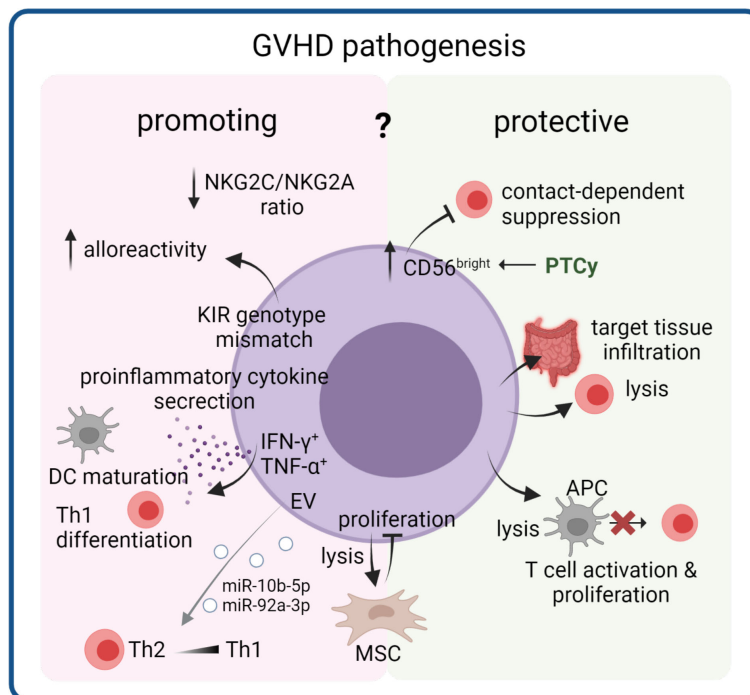 GVHD pathogenesis
promoting
?
protective
NKG2C/NKG2A
ratio
alloreactivity
KIR genotype
mismatch
proinflammatory cytokine
secrection
DC maturation
Th1
differentiation
IFN-γ⁺
TNF-α⁺
EV
miR-10b-5p
miR-92a-3p
Th2
Th1
proliferation
lysis
MSC
contact-dependent
suppression
CD56ᵇʳⁱᵍʰᵗ
PTCy
target tissue
infiltration
lysis
APC
lysis
T cell activation &
proliferation